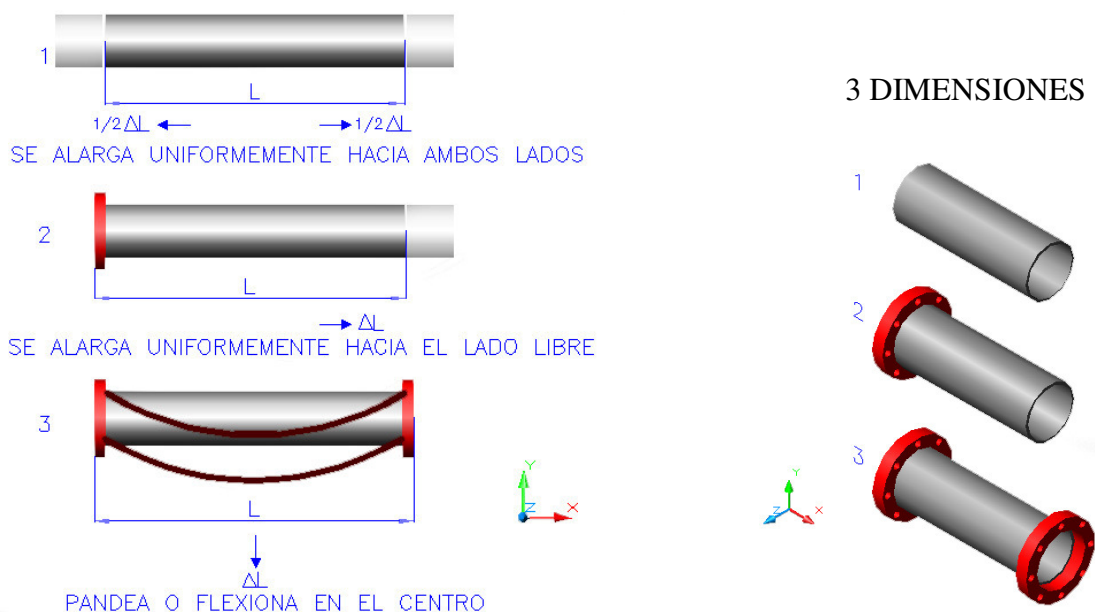 1
L
1/2 ΔL
1/2 ΔL
SE ALARGA UNIFORMEMENTE HACIA AMBOS LADOS
2
L
ΔL
SE ALARGA UNIFORMEMENTE HACIA EL LADO LIBRE
3
L
ΔL
PANDEA O FLEXIONA EN EL CENTRO
Y
Z
X
3 DIMENSIONES
1
2
3
Y
Z
X